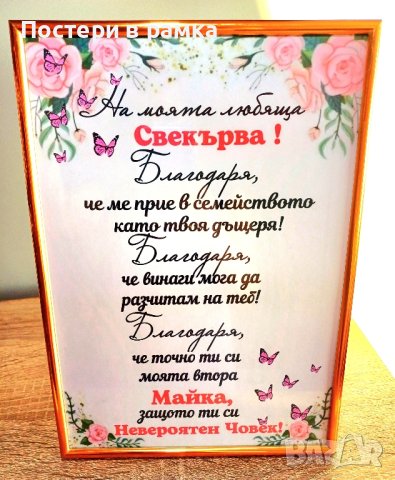 Постери в рамка
На моята любяща
Свекърва !
Благодаря,
че ме прие в семейството
като твоя дъщеря!
Благодаря,
че винаги мога да
разчитам на теб!
Благодаря,
че точно ти си
моята втора
Майка,
защото ти си
Невероятен Човек!
BAZAR